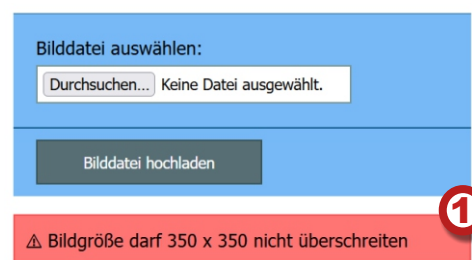 Bilddatei auswählen:
Durchsuchen... Keine Datei ausgewählt.
Bilddatei hochladen
1
⚠ Bildgröße darf 350 x 350 nicht überschreiten